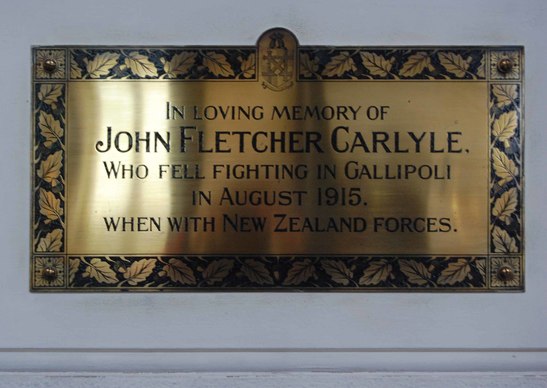 In loving memory of
John Fletcher Carlyle.
Who fell fighting in Gallipoli
in August 1915.
when with New Zealand forces.